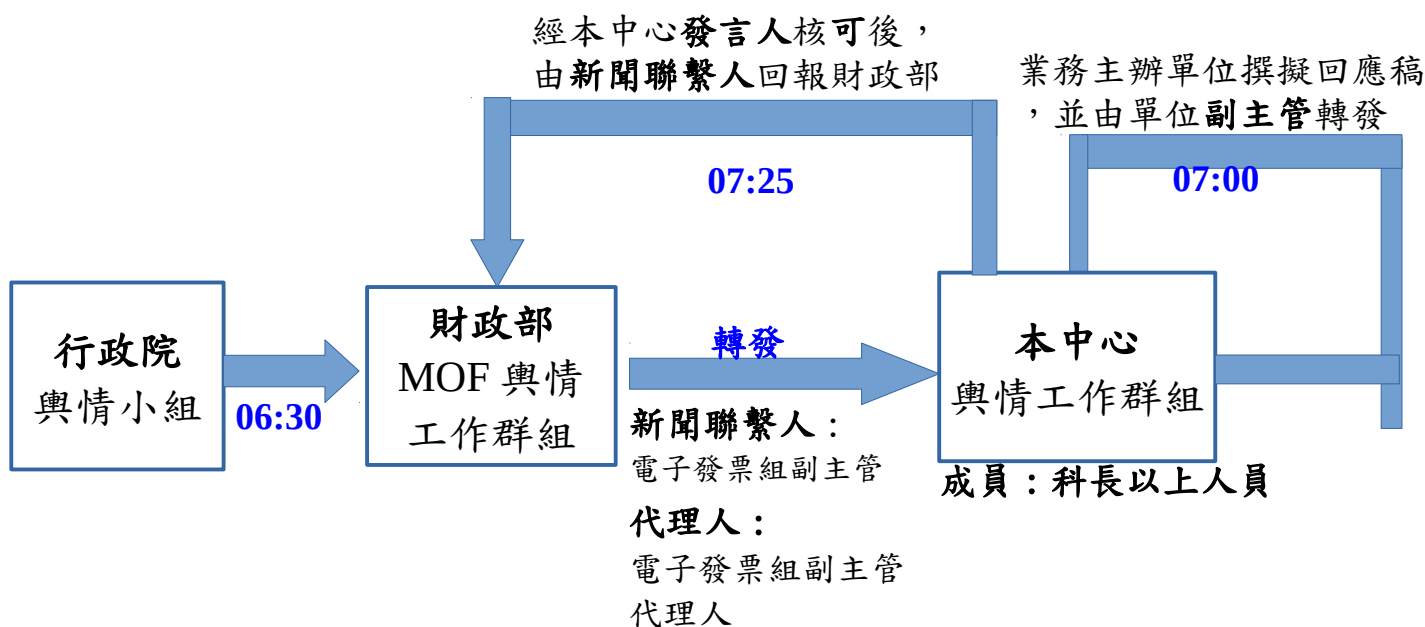 經本中心發言人核可後，
由新聞聯繫人回報財政部
業務主辦單位撰擬回應稿
，並由單位副主管轉發
07:25
07:00
行政院
輿情小組
06:30
財政部
MOF 輿情
工作群組
轉發
新聞聯繫人：
電子發票組副主管
代理人：
電子發票組副主管
代理人
本中心
輿情工作群組
成員：科長以上人員